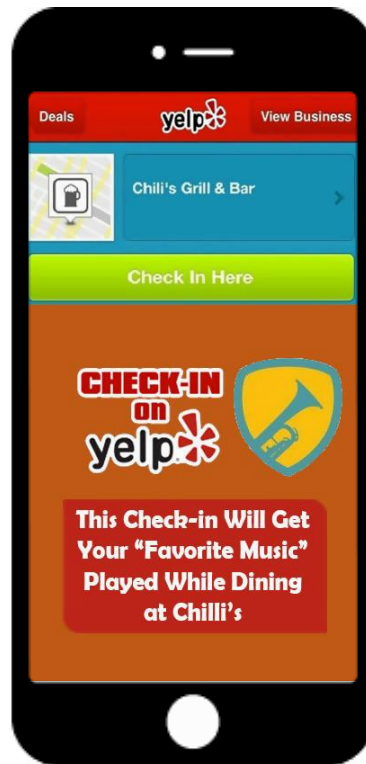 Deals yelp View Business
Chili's Grill & Bar
Check In Here
CHECK-IN
on
yelp
This Check-in Will Get
Your “Favorite Music”
Played While Dining
at Chilli's